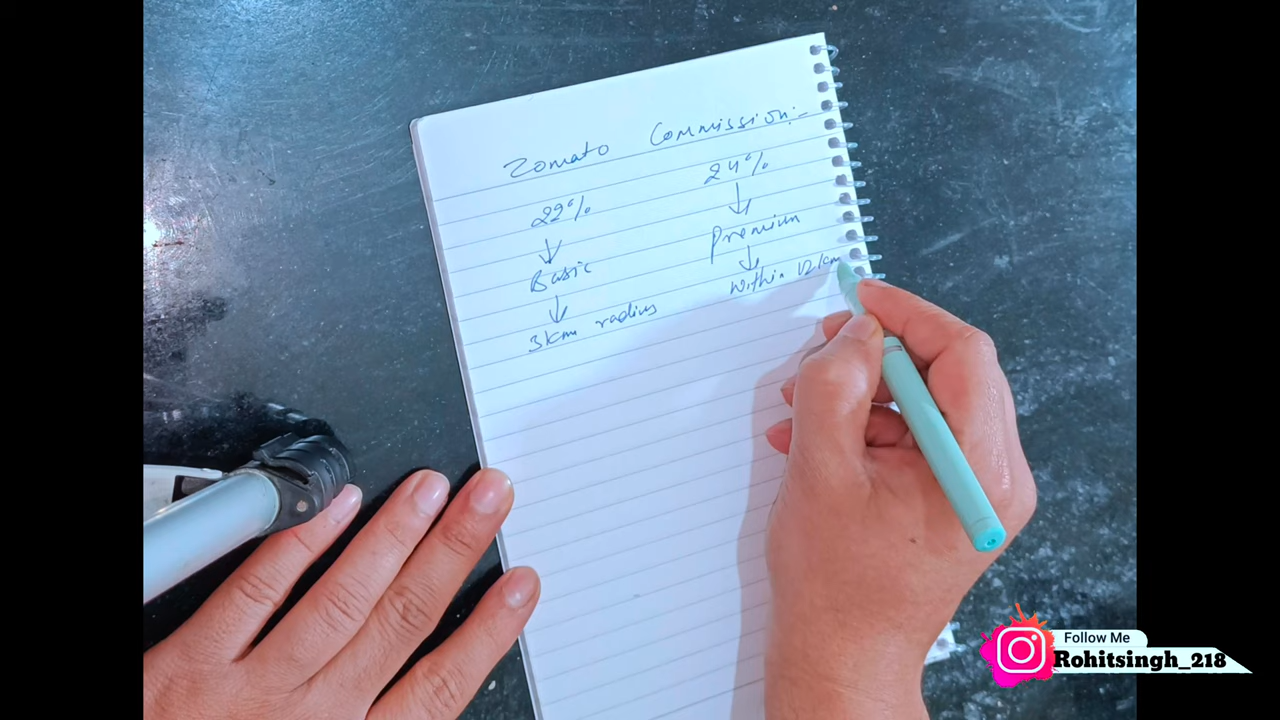 Zomato Commission:-
22% 24%
Basic Premium
3km radius within 12km
Follow Me
Rohitsingh_218